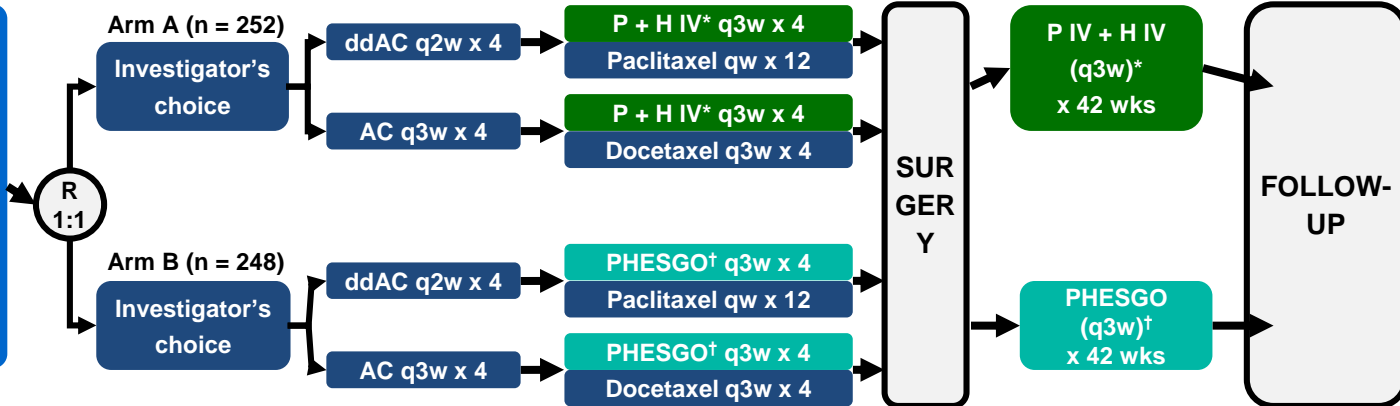 Arm A (n = 252)
Investigator's
choice
ddAC q2w x 4
P + H IV* q3w x 4
Paclitaxel qw x 12
AC q3w x 4
P + H IV* q3w x 4
Docetaxel q3w x 4
R
1:1
Arm B (n = 248)
Investigator's
choice
ddAC q2w x 4
PHESGO† q3w x 4
Paclitaxel qw x 12
AC q3w x 4
PHESGO† q3w x 4
Docetaxel q3w x 4
SUR
GER
Y
P IV + H IV
(q3w)*
x 42 wks
PHESGO
(q3w)†
x 42 wks
FOLLOW-
UP